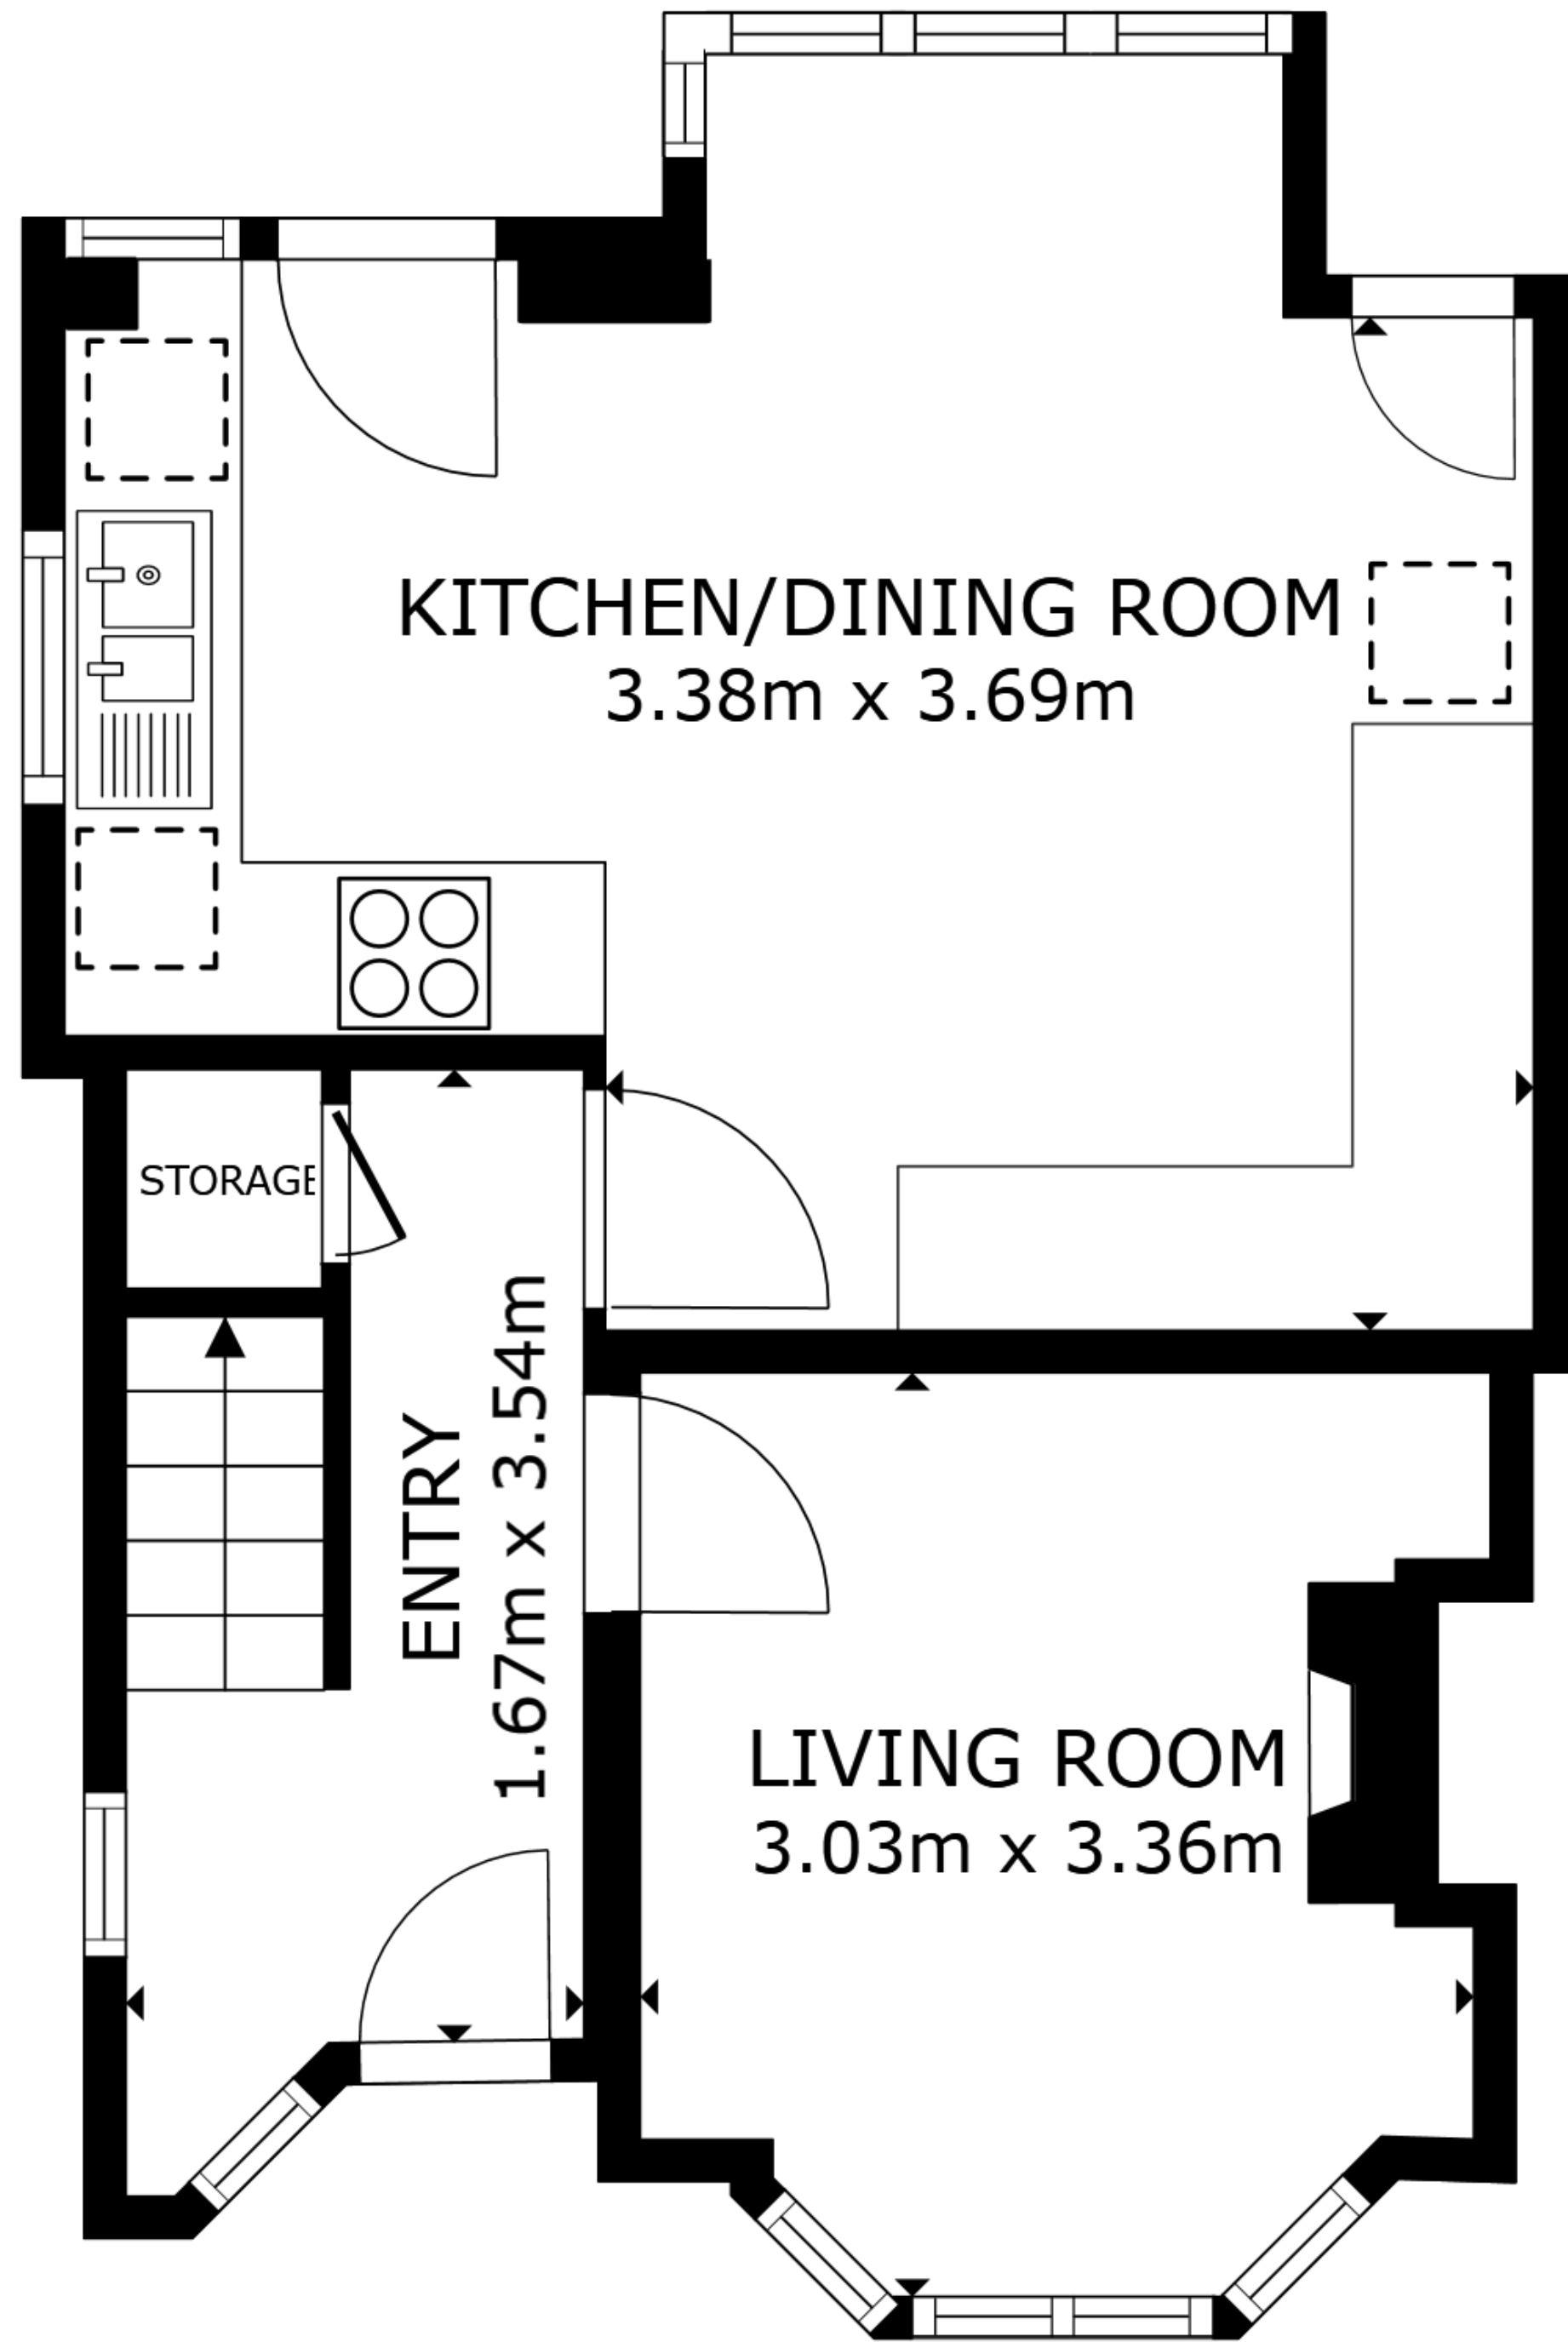 KITCHEN/DINING ROOM
3.38m x 3.69m
STORAGE
ENTRY
1.67m x 3.54m
LIVING ROOM
3.03m x 3.36m